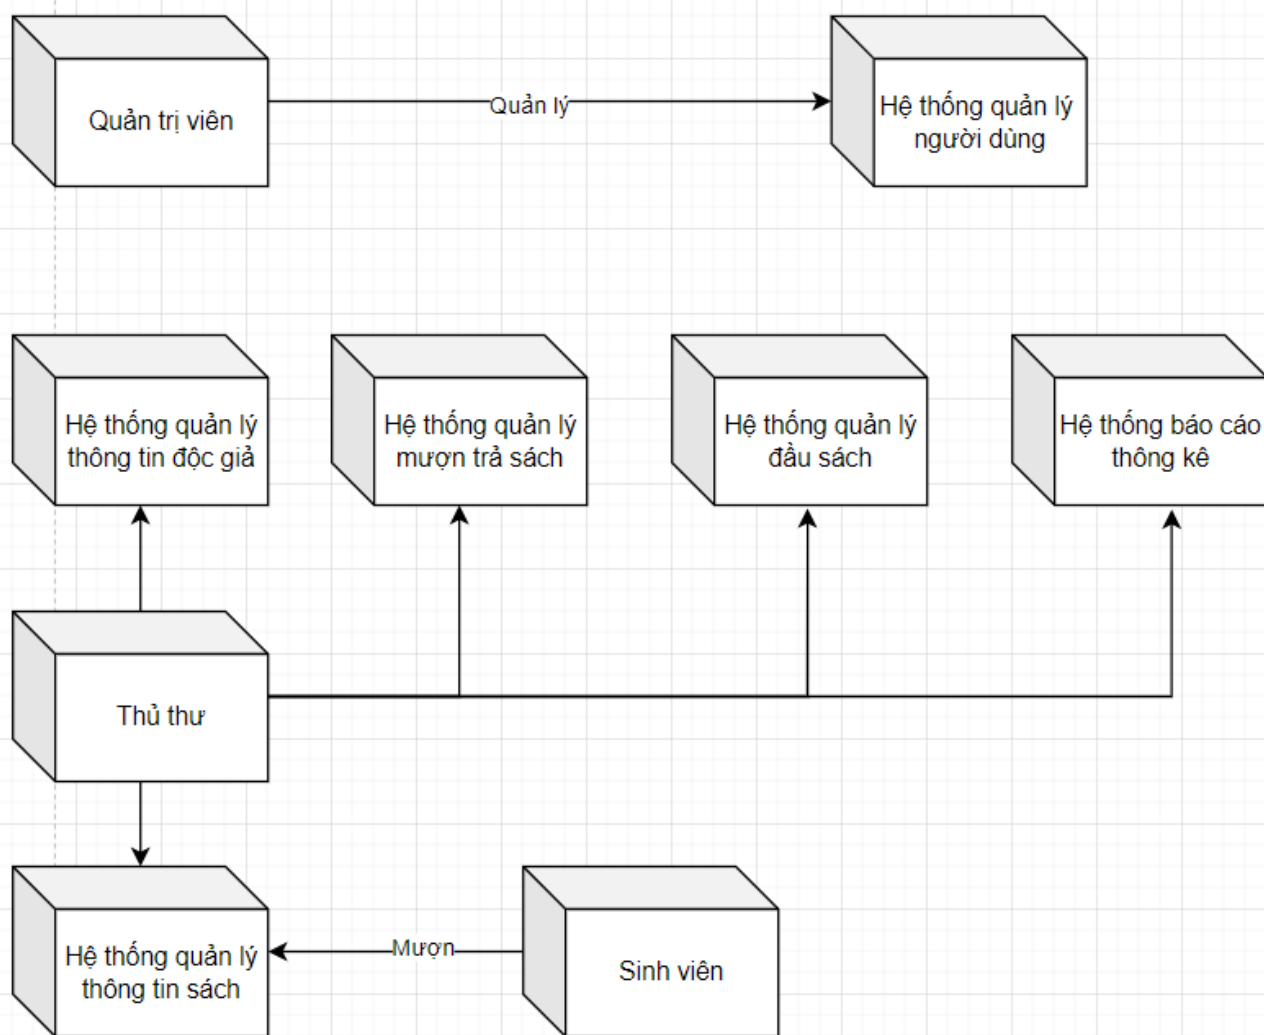 Quản trị viên
Quản lý
Hệ thống quản lý
người dùng
Hệ thống quản lý
thông tin độc giả
Hệ thống quản lý
mượn trả sách
Hệ thống quản lý
đầu sách
Hệ thống báo cáo
thông kê
Thủ thư
Hệ thống quản lý
thông tin sách
Mượn
Sinh viên